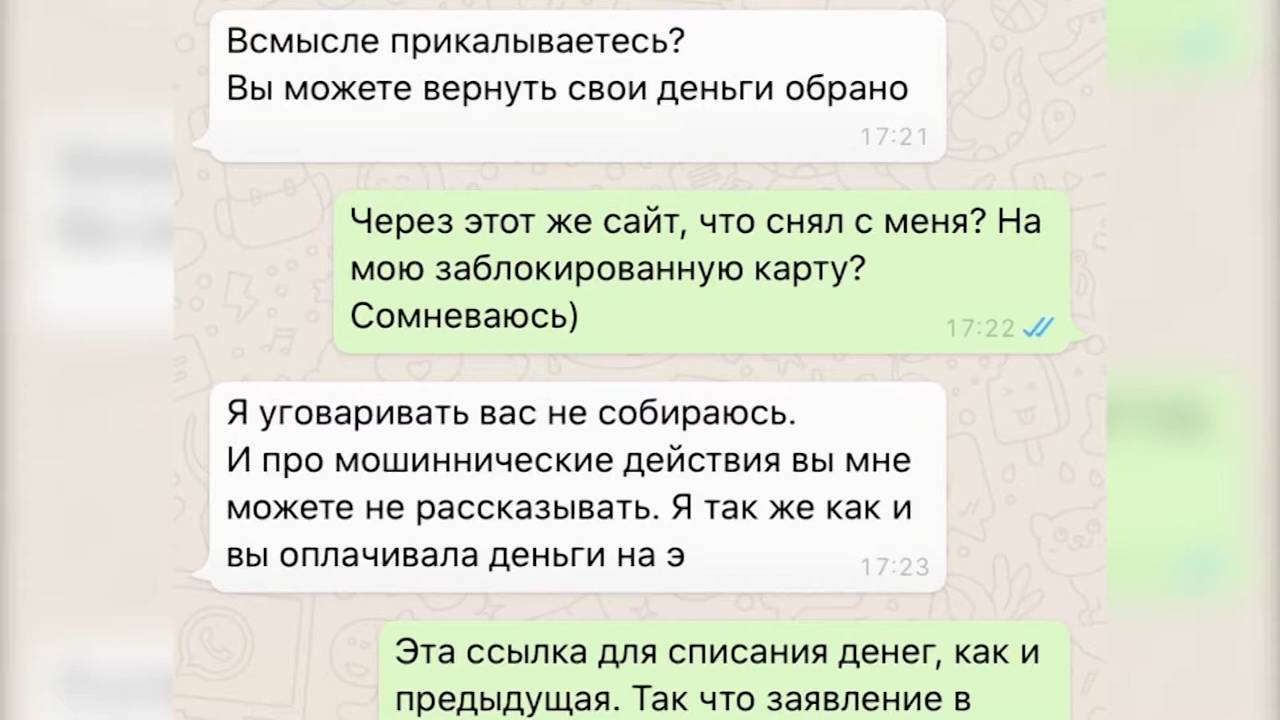 Всмысле прикалываетесь?
Вы можете вернуть свои деньги обрано
17:21
Через этот же сайт, что снял с меня? На
мою заблокированную карту?
Сомневаюсь)
17:22
Я уговаривать вас не собираюсь.
И про мошиннические действия вы мне
можете не рассказывать. Я так же как и
вы оплачивала деньги на э
17:23
Эта ссылка для списания денег, как и
предыдущая. Так что заявление в